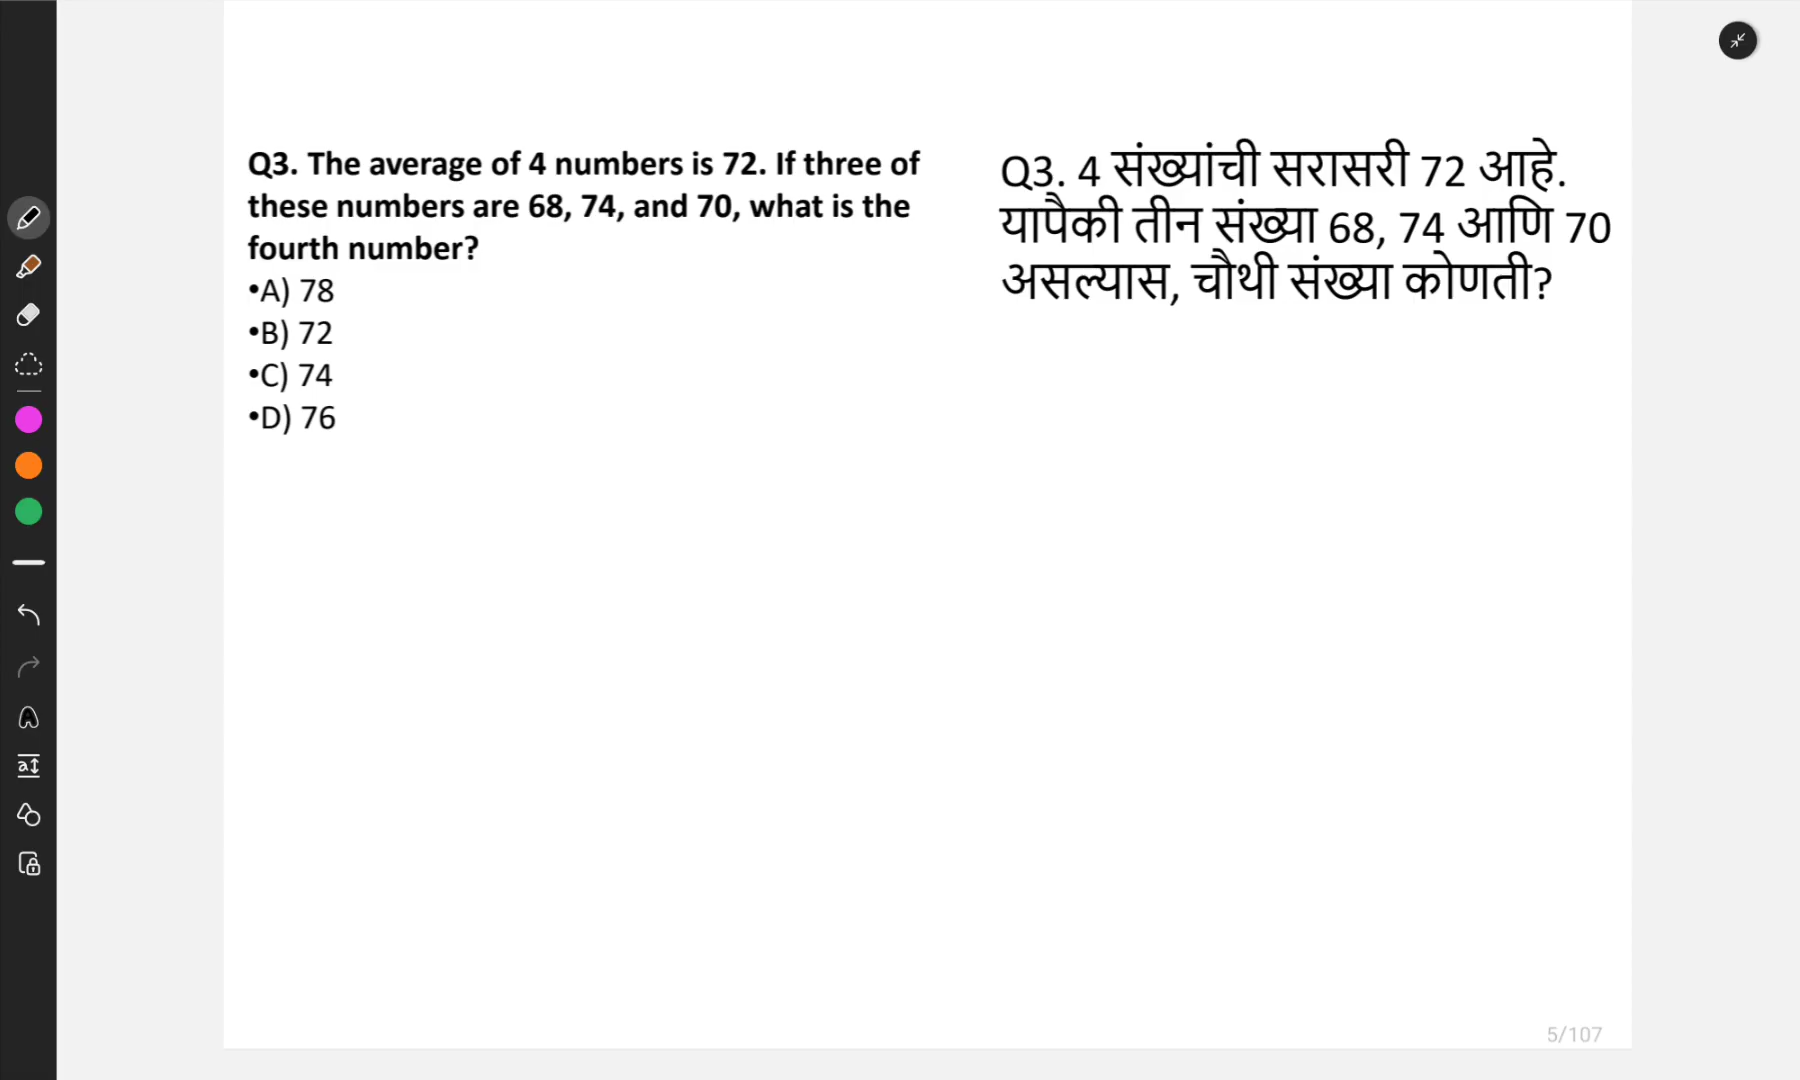 Q3. The average of 4 numbers is 72. If three of
these numbers are 68, 74, and 70, what is the
fourth number?
•A) 78
•B) 72
•C) 74
•D) 76
Q3. 4 संख्यांची सरासरी 72 आहे.
यापैकी तीन संख्या 68, 74 आणि 70
असल्यास, चौथी संख्या कोणती?
5/107